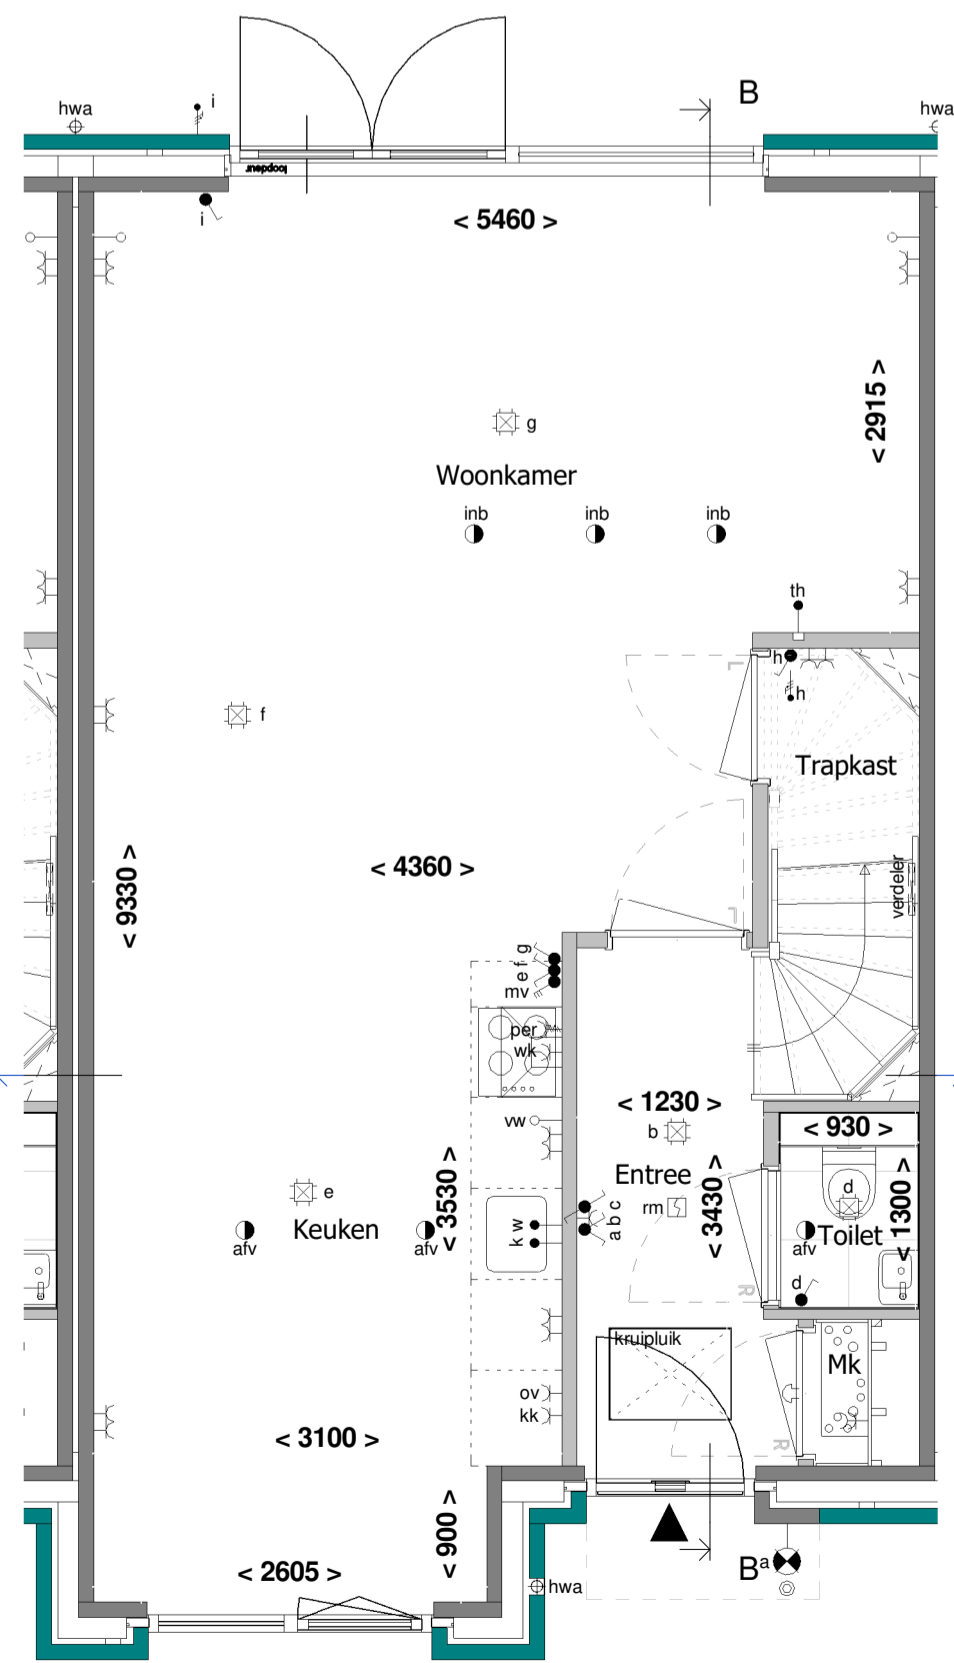 B
hwa
i
hwa
loopdeur
i
< 5460 >
< 2915 >
g
Woonkamer
inb
inb
inb
th
L
h
h
f
Trapkast
< 9330 >
< 4360 >
verdeler
L
e f g
mv
per
wk
vw
< 1230 >
b
< 930 >
Entree
rm
< 3530 >
< 3430 >
d
< 1300 >
e
Keuken
afv
afv
k w
a b c
afv
Toilet
d
R
kruipluik
Mk
ov
kk
R
< 3100 >
< 900 >
< 2605 >
hwa
B
a